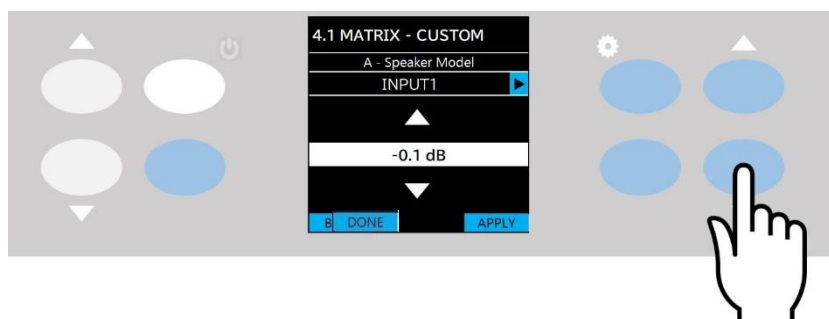 4.1 MATRIX - CUSTOM
A - Speaker Model
INPUT1
-0.1 dB
B DONE APPLY